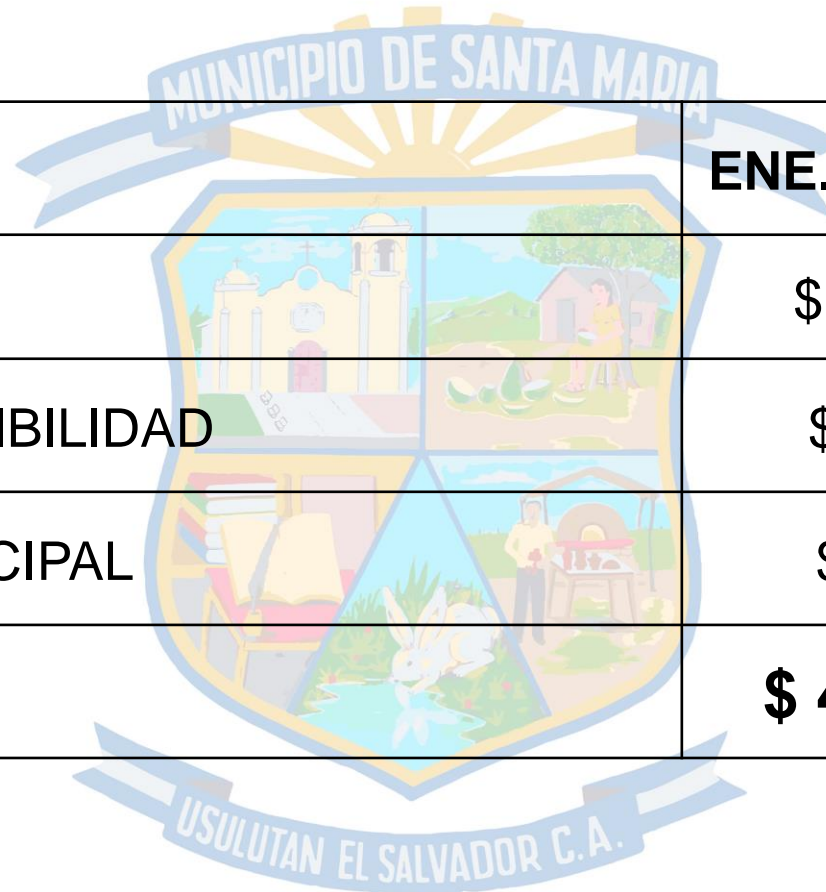 MUNICIPIO DE SANTA MARIA
ENE.
$
IBILIDAD
$
CIPAL
$
$ 4
USULUTAN EL SALVADOR C.A.